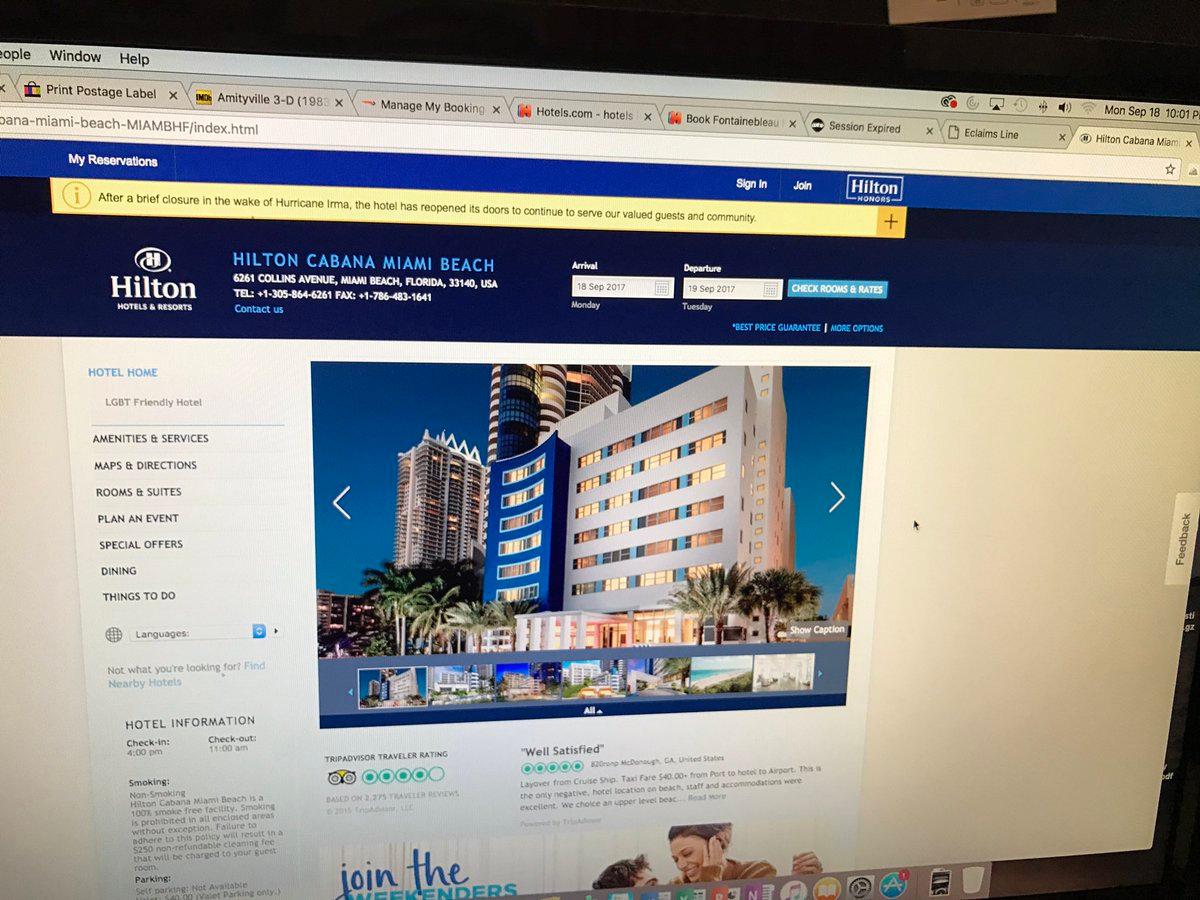 eople Window Help
Print Postage Label
IMDb Amityville 3-D (1983
Manage My Booking
Hotels.com - hotels
Book Fontainebleau
Session Expired
Eclaims Line
Hilton Cabana Miam
Mon Sep 18 10:01 P
bana-miami-beach-MIAMBHF/index.html
My Reservations
Sign In
Join
Hilton
HONORS
After a brief closure in the wake of Hurricane Irma, the hotel has reopened its doors to continue to serve our valued guests and community.
Hilton
HOTELS & RESORTS
HILTON CABANA MIAMI BEACH
6261 COLLINS AVENUE, MIAMI BEACH, FLORIDA, 33140, USA
TEL: +1-305-864-6261 FAX: +1-786-483-1641
Contact us
Arrival
18 Sep 2017
Monday
Departure
19 Sep 2017
Tuesday
CHECK ROOMS & RATES
*BEST PRICE GUARANTEE | MORE OPTIONS
HOTEL HOME
LGBT Friendly Hotel
AMENITIES & SERVICES
MAPS & DIRECTIONS
ROOMS & SUITES
PLAN AN EVENT
SPECIAL OFFERS
DINING
THINGS TO DO
Languages:
Not what you're looking for? Find
Nearby Hotels
HOTEL INFORMATION
Check-in:
4:00 pm
Check-out:
11:00 am
Smoking:
Non-Smoking
Hilton Cabana Miami Beach is a
100% smoke free facility. Smoking
is prohibited in all enclosed areas
without exception. Failure to
adhere to this policy will result in a
$250 non-refundable cleaning fee
that will be charged to your guest
room.
Parking:
Self parking: Not Available
Valet: $40.00 (Valet Parking only.)
Show Caption
All
TRIPADVISOR TRAVELER RATING
BASED ON 2,275 TRAVELER REVIEWS
© 2015 TripAdvisor, LLC
"Well Satisfied"
820ronp McDonough, GA, United States
Layover from Cruise Ship. Taxi Fare $40.00+ from Port to hotel to Airport. This is
the only negative, hotel location on beach, staff and accommodations were
excellent. We choice an upper level beac... Read More
Powered by TripAdvisor
join the
WEEKENDERS
Feedback
sti
.gz
pdf